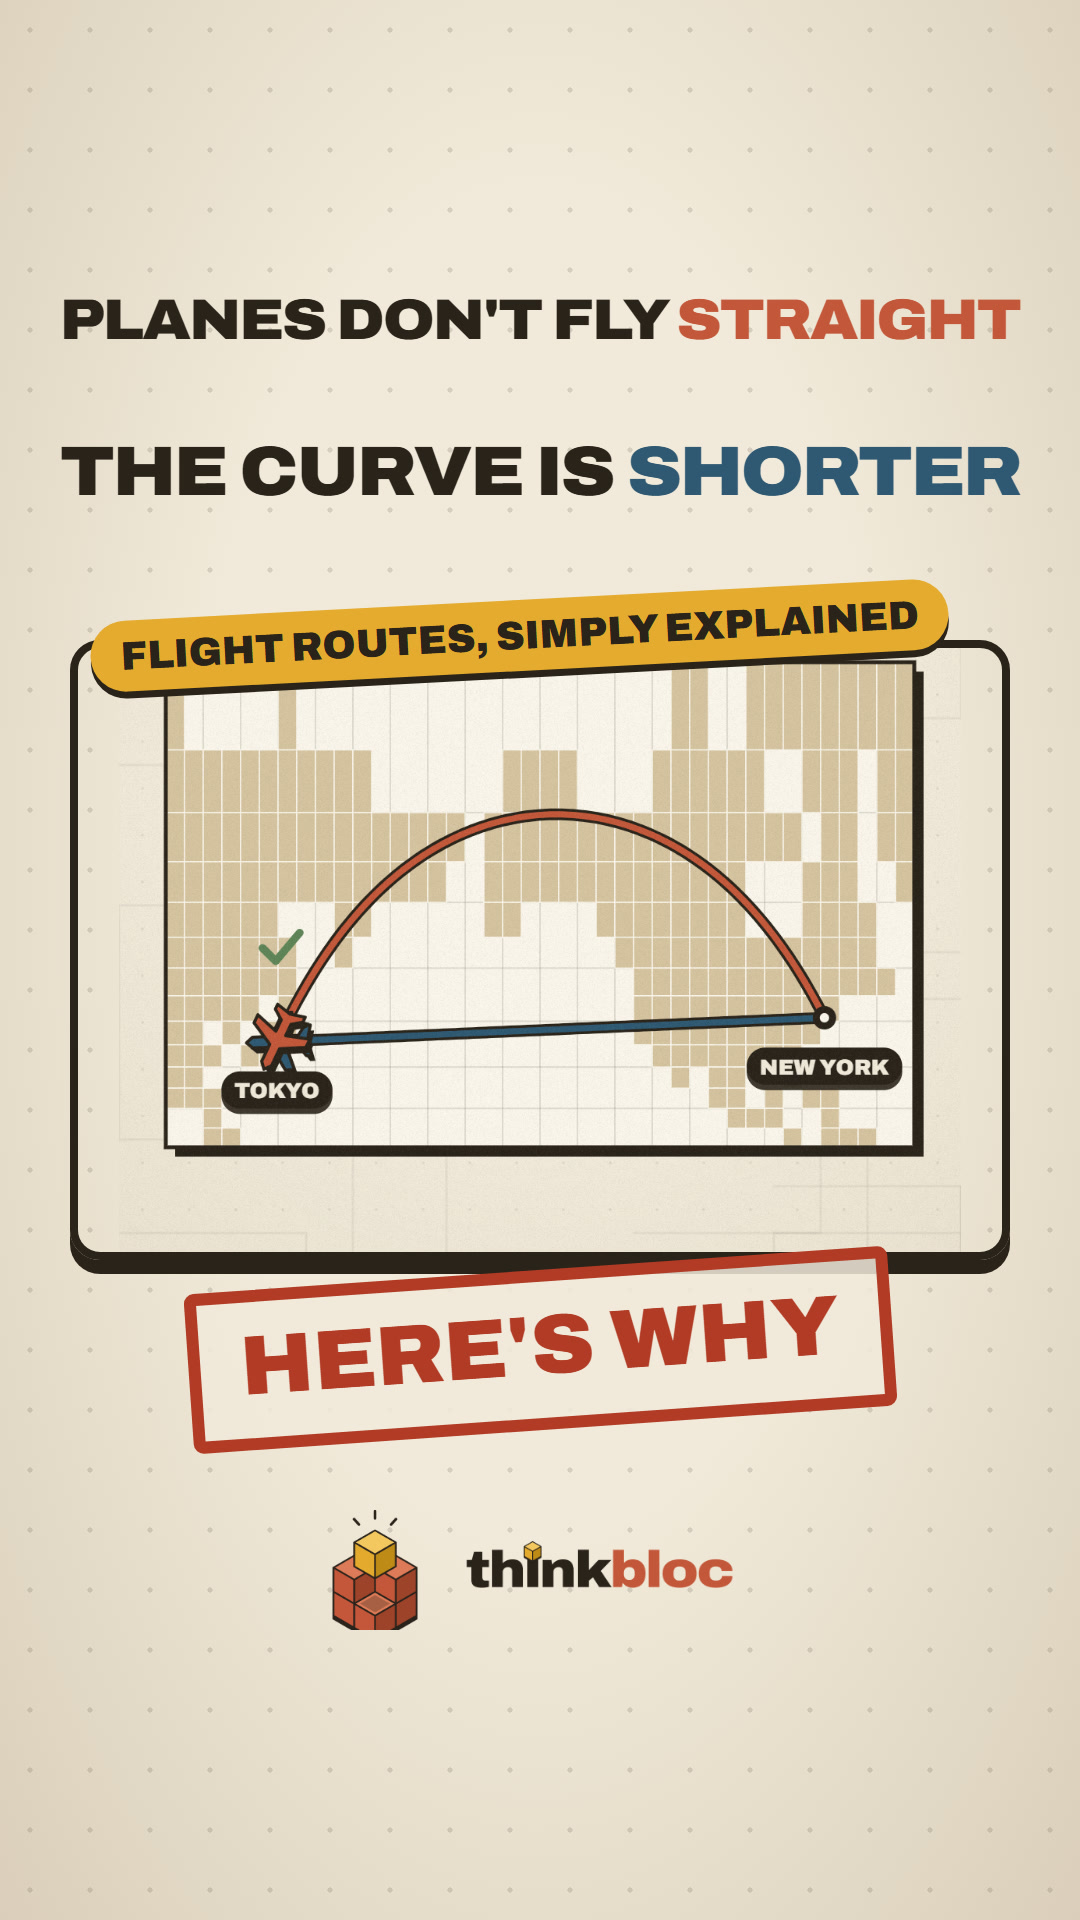 PLANES DON'T FLY STRAIGHT
THE CURVE IS SHORTER
FLIGHT ROUTES, SIMPLY EXPLAINED
TOKYO
NEW YORK
HERE'S WHY
thinkbloc